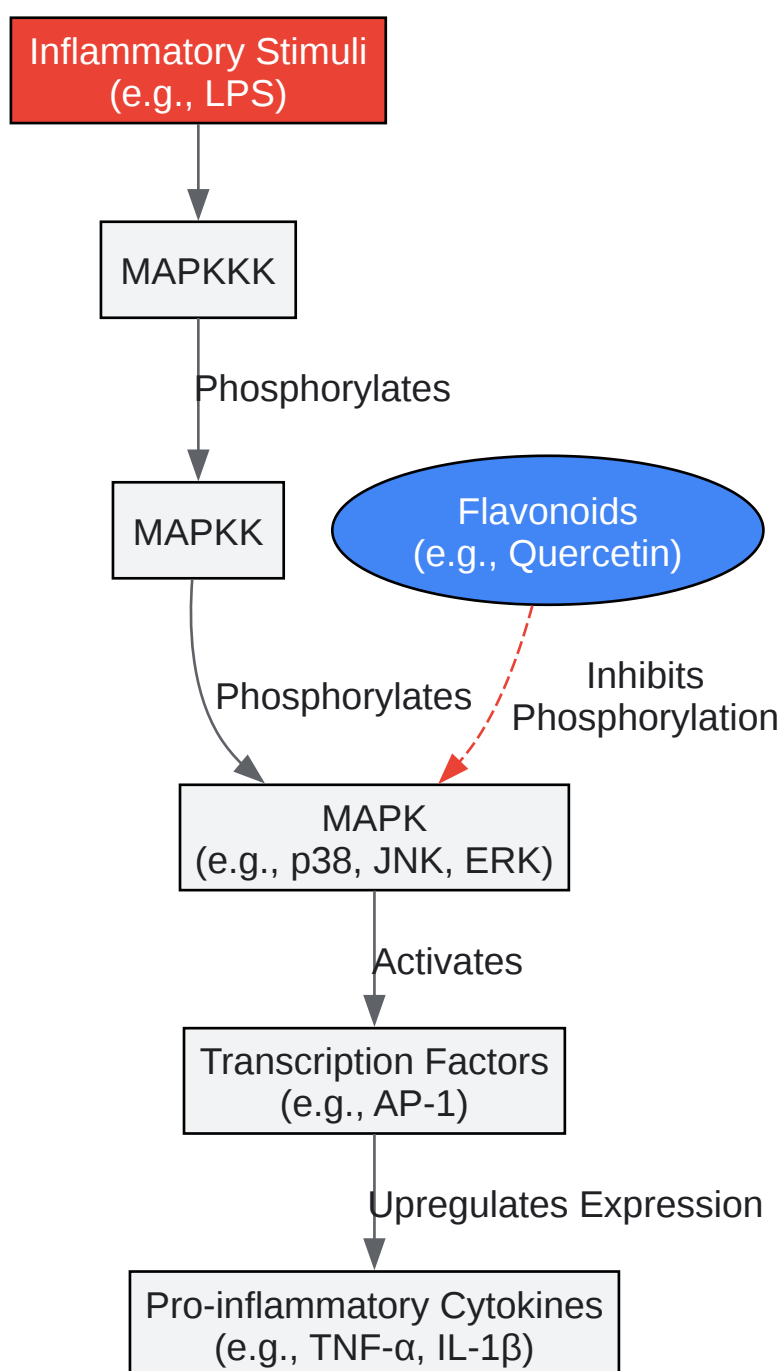 Inflammatory Stimuli
(e.g., LPS)
MAPKKK
Phosphorylates
MAPKK
Flavonoids
(e.g., Quercetin)
Phosphorylates
Inhibits
Phosphorylation
MAPK
(e.g., p38, JNK, ERK)
Activates
Transcription Factors
(e.g., AP-1)
Upregulates Expression
Pro-inflammatory Cytokines
(e.g., TNF-α, IL-1β)